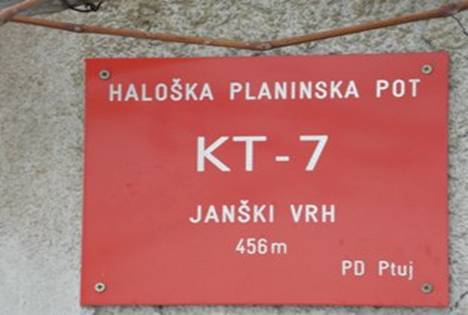 HALOŠKA PLANINSKA POT
KT-7
JANŠKI VRH
456m
PD Ptuj